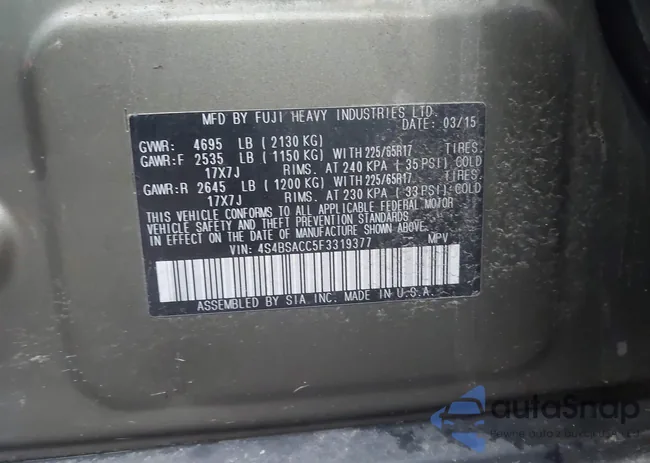 MFD BY FUJI HEAVY INDUSTRIES LTD.
DATE: 03/15
GVWR: 4695 LB (2130 KG)
GAWR:F 2535 LB (1150 KG) WITH 225/65R17 TIRES.
17X7J RIMS. AT 240 KPA (35 PSI) COLD
GAWR:R 2645 LB (1200 KG) WITH 225/65R17 TIRES.
17X7J RIMS. AT 230 KPA (33 PSI) COLD
THIS VEHICLE CONFORMS TO ALL APPLICABLE FEDERAL MOTOR
VEHICLE SAFETY AND THEFT PREVENTION STANDARDS
IN EFFECT ON THE DATE OF MANUFACTURE SHOWN ABOVE.
VIN: 4S4BSACC5F3319377 MPV
ASSEMBLED BY SIA INC. MADE IN U.S.A.
autoSnap